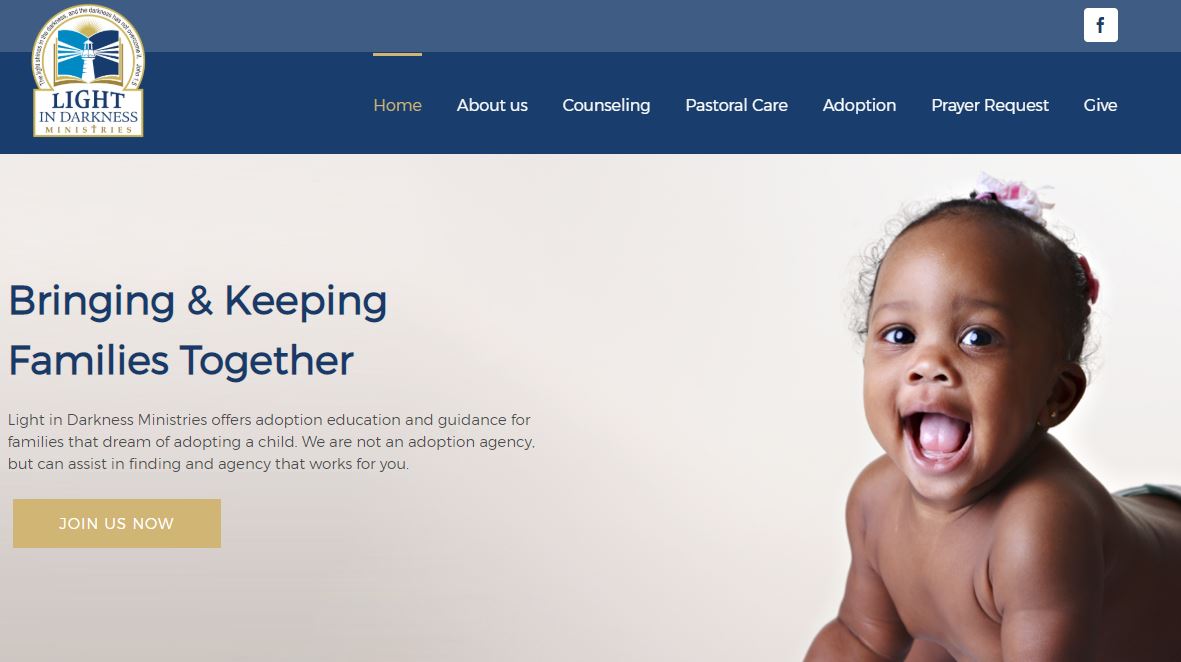 The light shines in the darkness, and the darkness has not overcome it. John 1:5
LIGHT
IN DARKNESS
MINISTRIES
f
Home About us Counseling Pastoral Care Adoption Prayer Request Give
Bringing & Keeping
Families Together
Light in Darkness Ministries offers adoption education and guidance for
families that dream of adopting a child. We are not an adoption agency,
but can assist in finding and agency that works for you.
JOIN US NOW